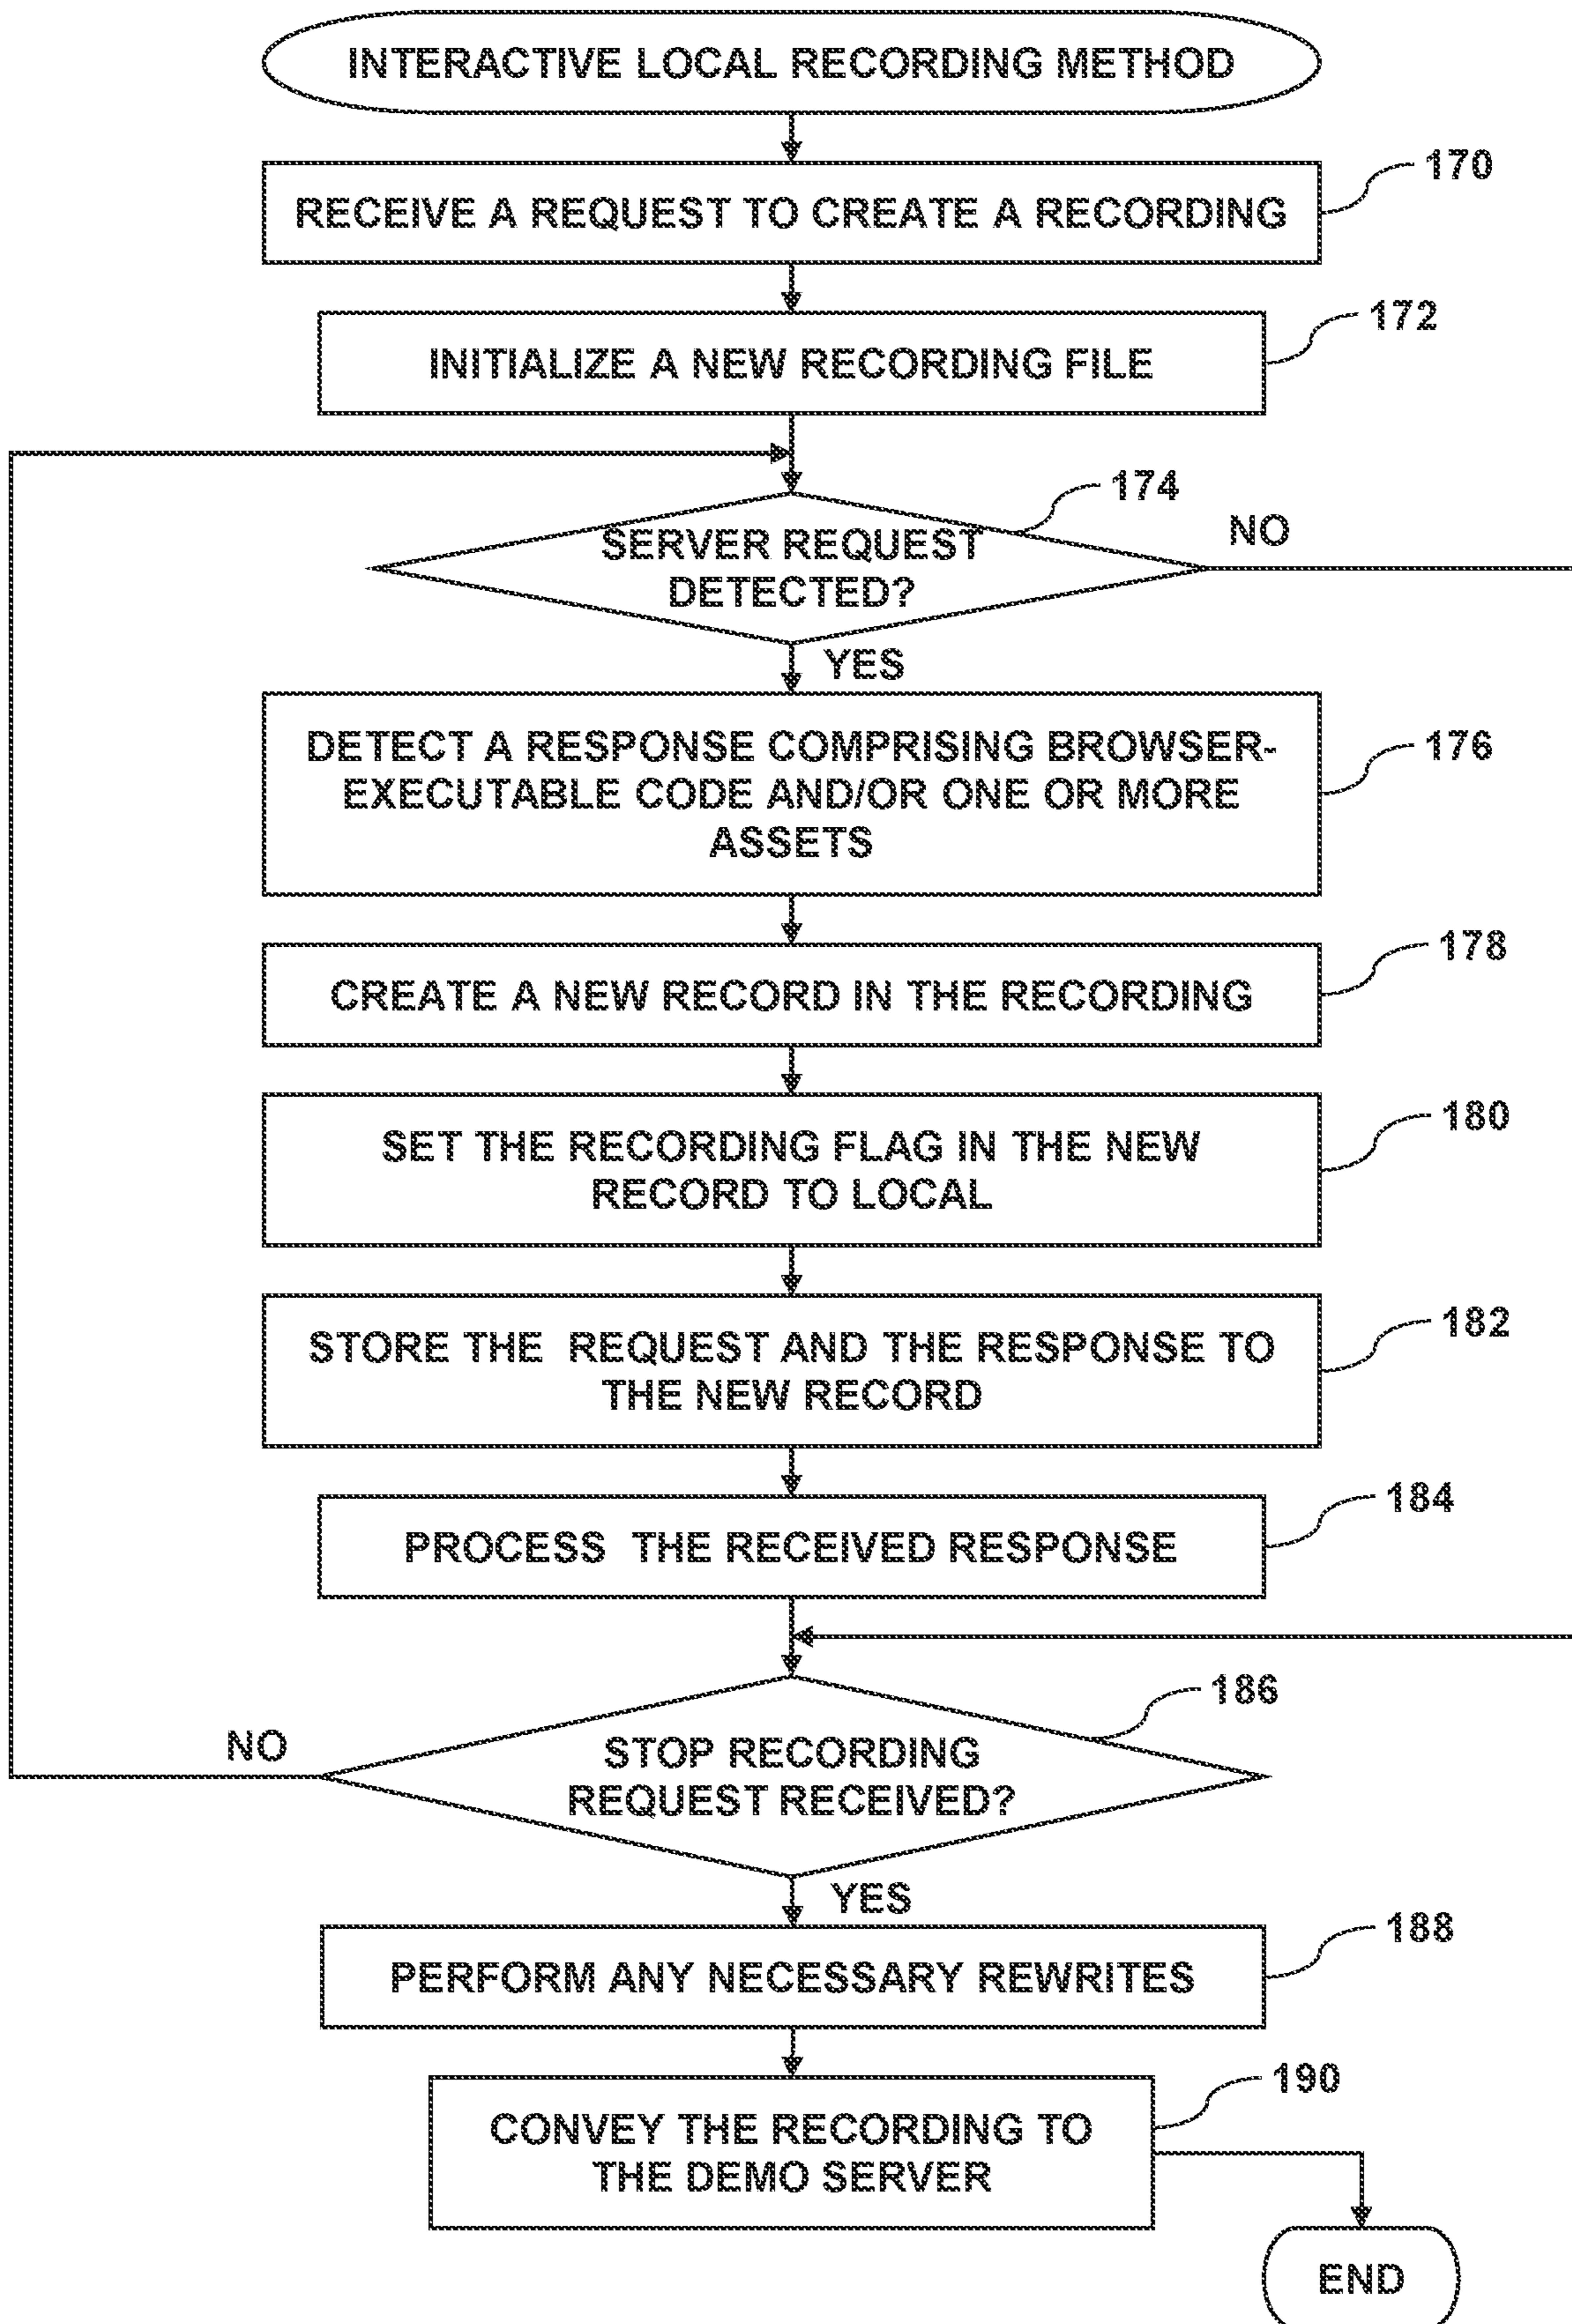 INTERACTIVE LOCAL RECORDING METHOD
170
RECEIVE A REQUEST TO CREATE A RECORDING
172
INITIALIZE A NEW RECORDING FILE
174
NO
SERVER REQUEST
DETECTED?
YES
DETECT A RESPONSE COMPRISING BROWSER-
EXECUTABLE CODE AND/OR ONE OR MORE
ASSETS
176
178
CREATE A NEW RECORD IN THE RECORDING
180
SET THE RECORDING FLAG IN THE NEW
RECORD TO LOCAL
182
STORE THE REQUEST AND THE RESPONSE TO
THE NEW RECORD
184
PROCESS THE RECEIVED RESPONSE
186
NO
STOP RECORDING
REQUEST RECEIVED?
YES
188
PERFORM ANY NECESSARY REWRITES
190
CONVEY THE RECORDING TO
THE DEMO SERVER
END